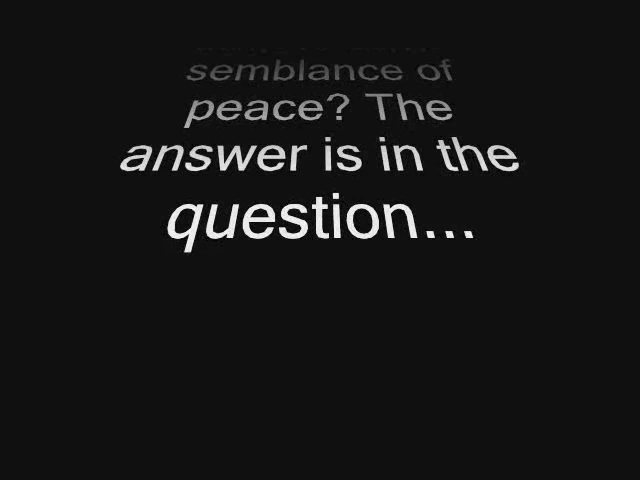 semblance of
peace? The
answer is in the
question...